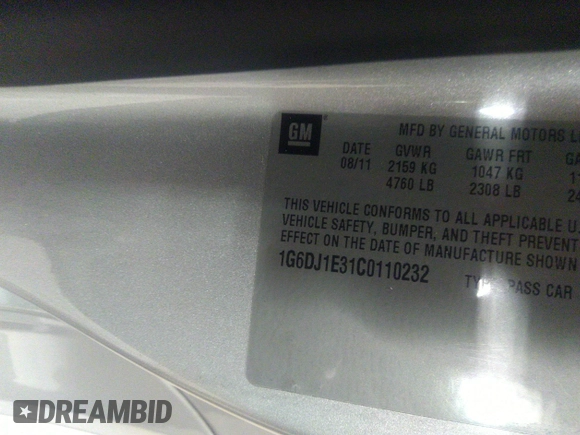 GM
MFD BY GENERAL MOTORS
DATE GVWR GAWR FRT
08/11 2159 KG 1047 KG
4760 LB 2308 LB
THIS VEHICLE CONFORMS TO ALL APPLICABLE U.
VEHICLE SAFETY, BUMPER, AND THEFT PREVENT
EFFECT ON THE DATE OF MANUFACTURE SHOWN
1G6DJ1E31C0110232 PASS CAR
DREAMBID